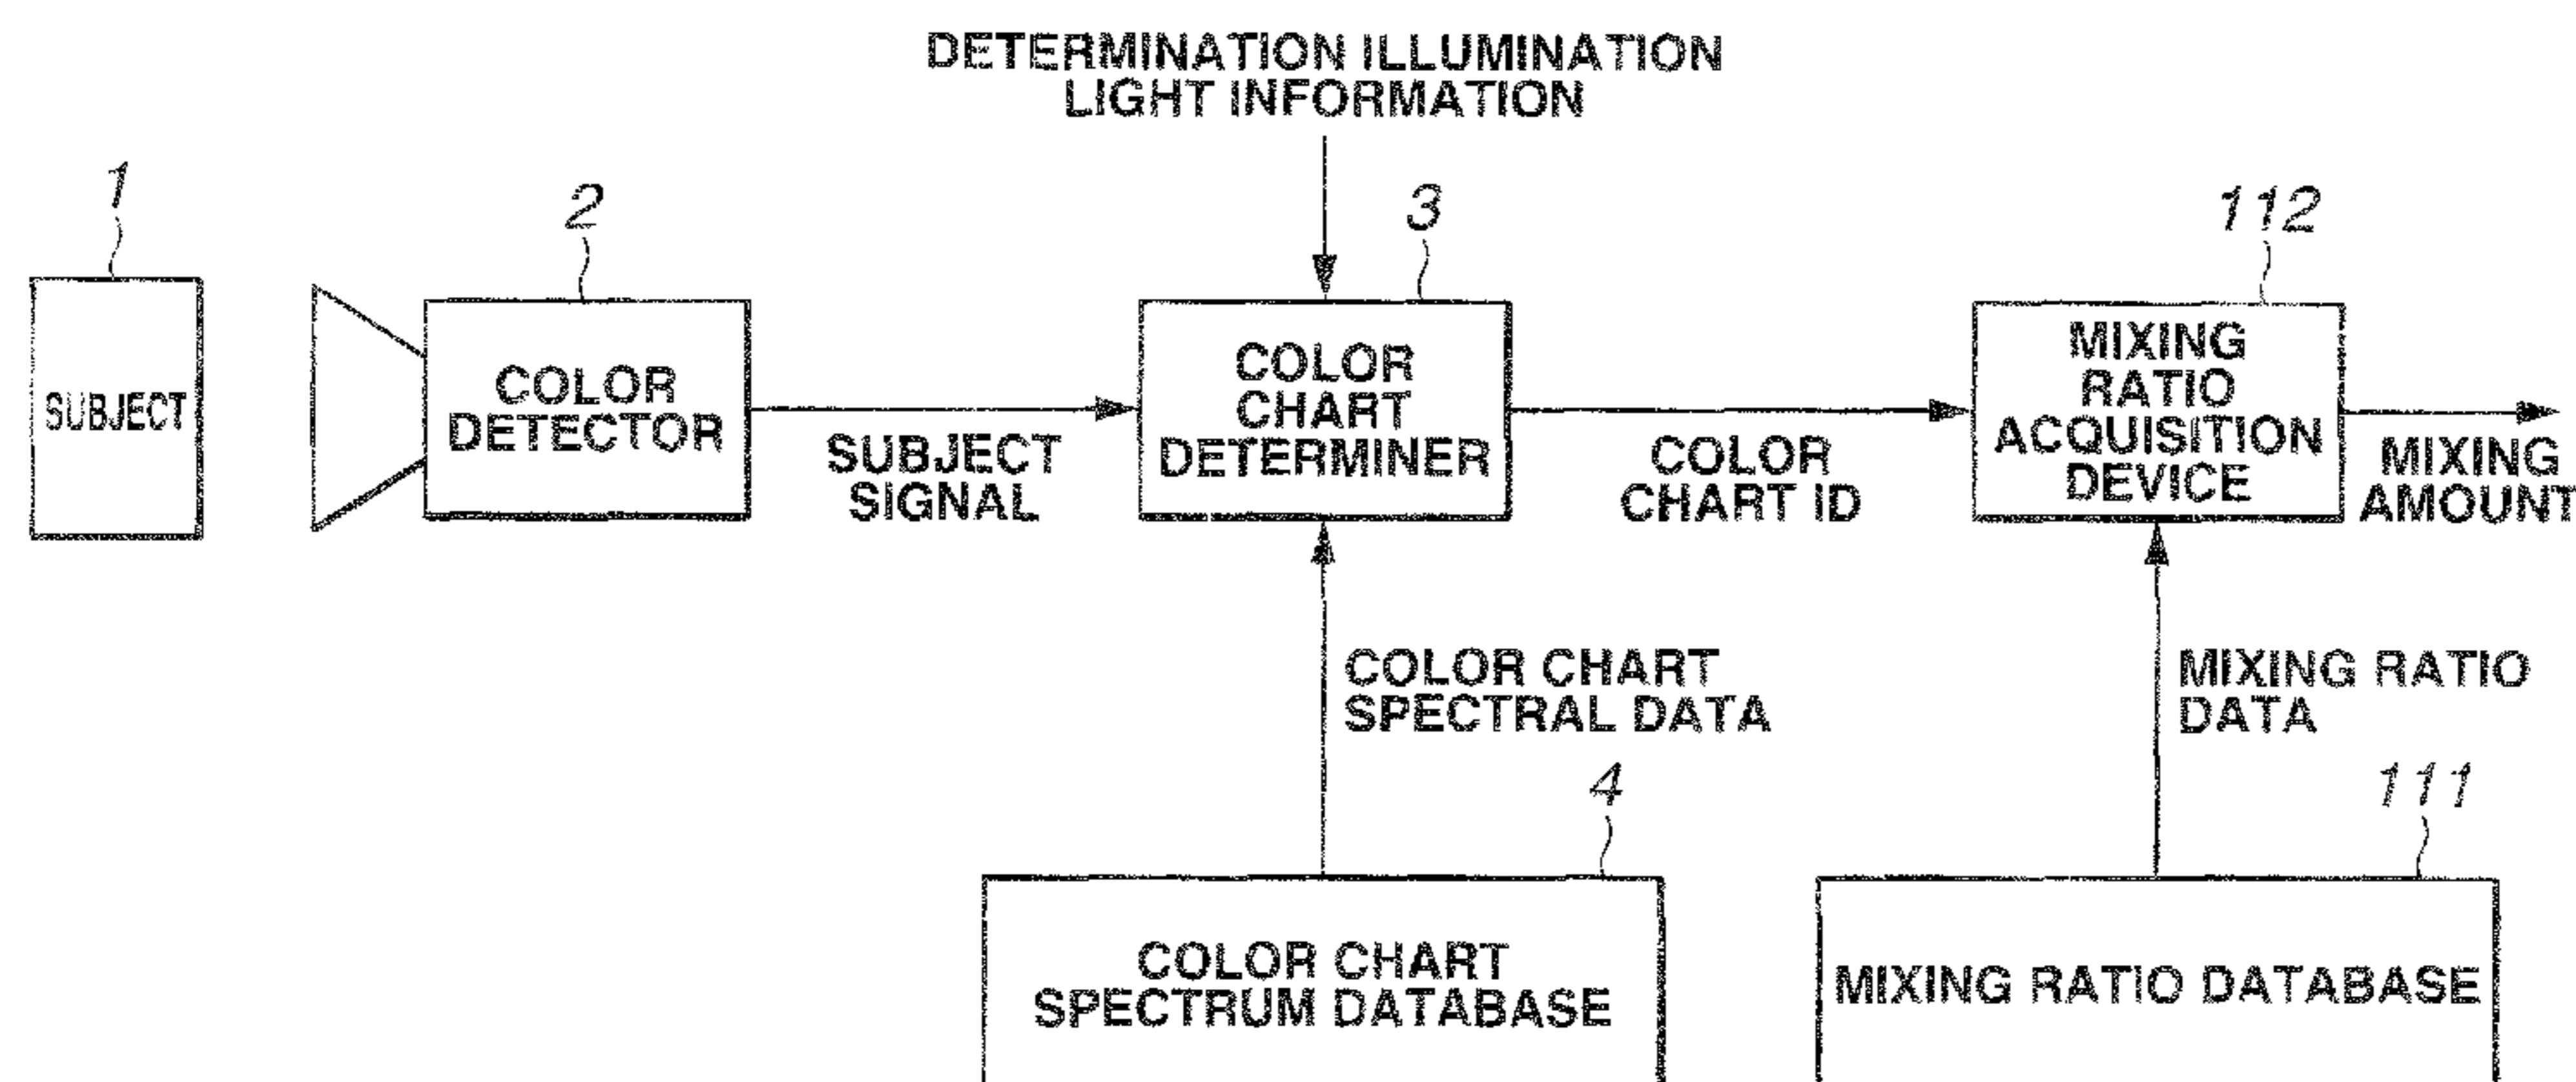 DETERMINATION ILLUMINATION
LIGHT INFORMATION
1
2
3
112
SUBJECT
COLOR
DETECTOR
SUBJECT
SIGNAL
COLOR
CHART
DETERMINER
COLOR
CHART ID
MIXING
RATIO
ACQUISITION
DEVICE
MIXING
AMOUNT
COLOR CHART
SPECTRAL DATA
MIXING RATIO
DATA
4
111
COLOR CHART
SPECTRUM DATABASE
MIXING RATIO DATABASE